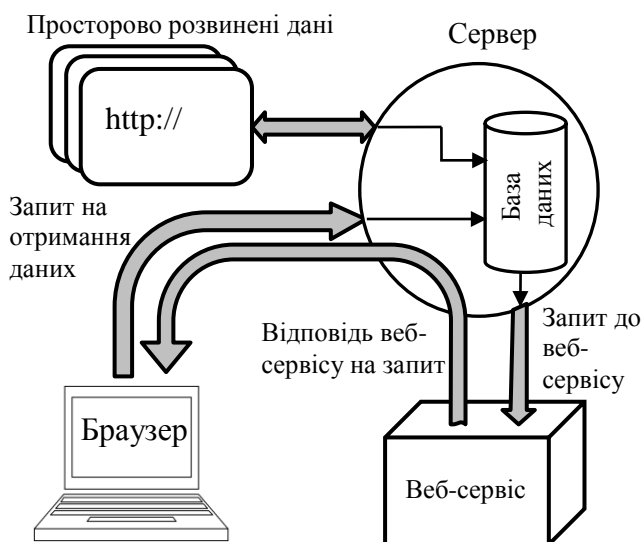 Просторово розвинені дані
Сервер
http://
База
даних
Запит на
отримання
даних
Відповідь веб-
сервісу на запит
Запит до
веб-
сервісу
Браузер
Веб-сервіс